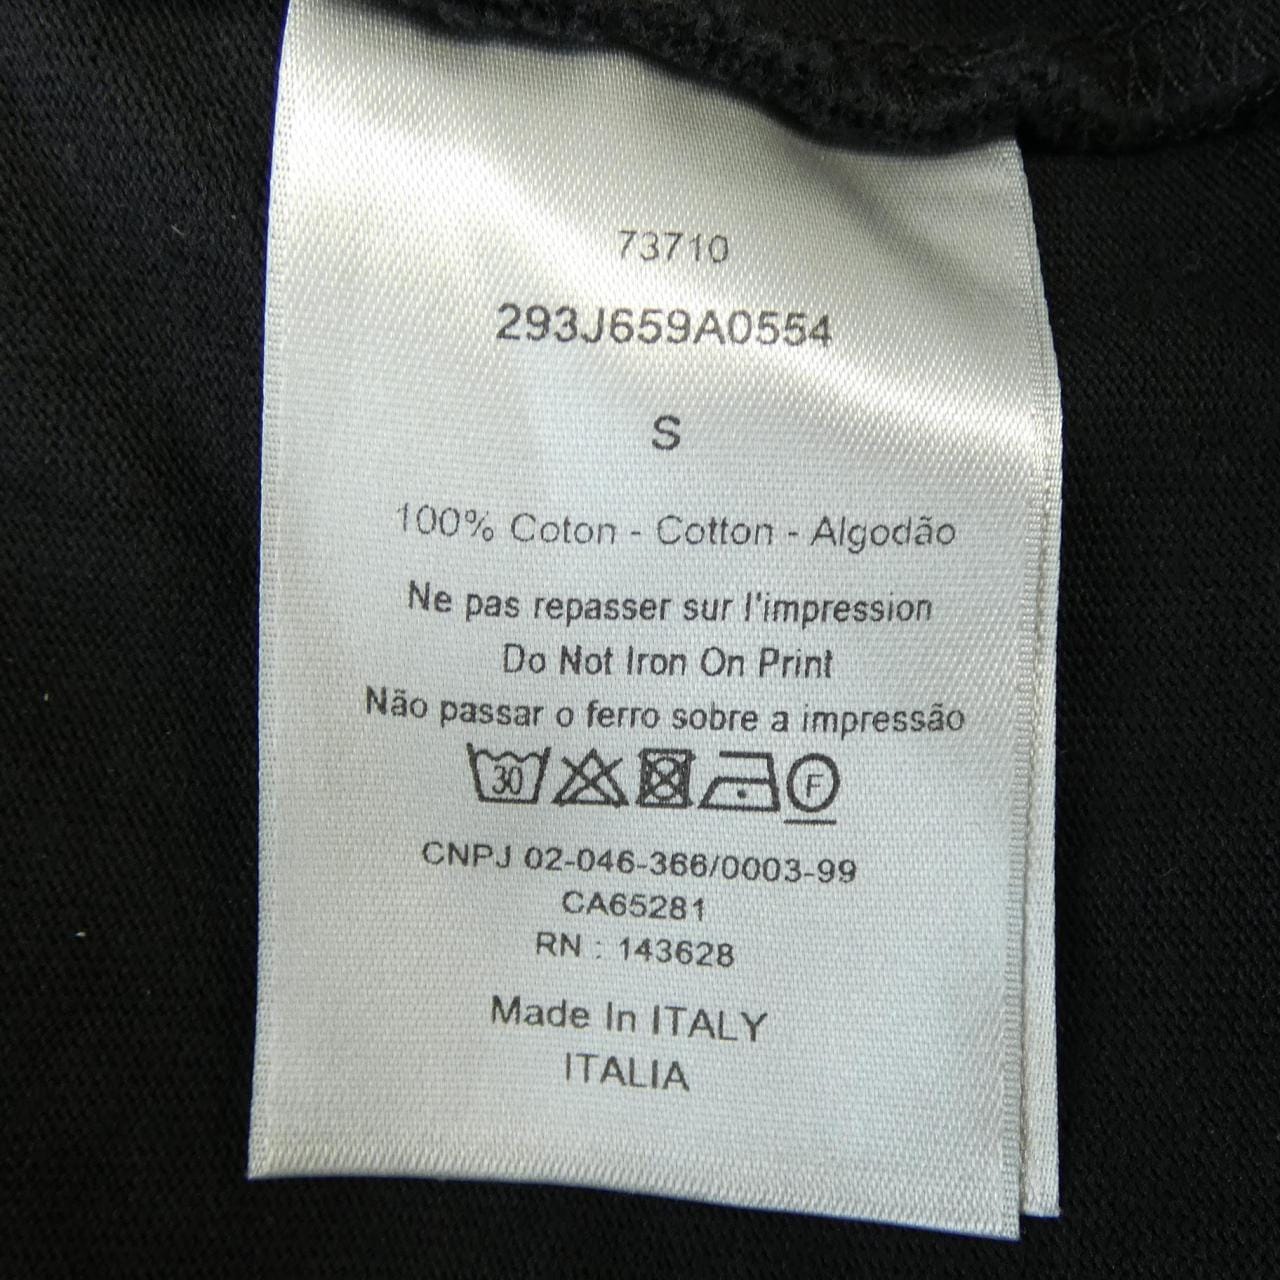 73710
293J659A0554
S
100% Coton - Cotton - Algodão
Ne pas repasser sur l'impression
Do Not Iron On Print
Não passar o ferro sobre a impressão
30 F
CNPJ 02-046-366/0003-99
CA65281
RN : 143628
Made In ITALY
ITALIA